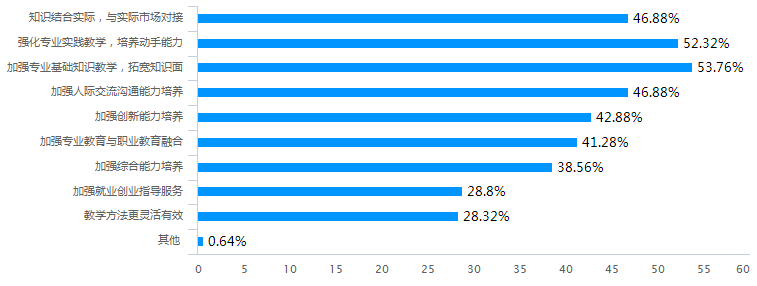 知识结合实际，与实际市场对接 46.88%
强化专业实践教学，培养动手能力 52.32%
加强专业基础知识教学，拓宽知识面 53.76%
加强人际交流沟通能力培养 46.88%
加强创新能力培养 42.88%
加强专业教育与职业教育融合 41.28%
加强综合能力培养 38.56%
加强就业创业指导服务 28.8%
教学方法更灵活有效 28.32%
其他 0.64%
0 5 10 15 20 25 30 35 40 45 50 55 60